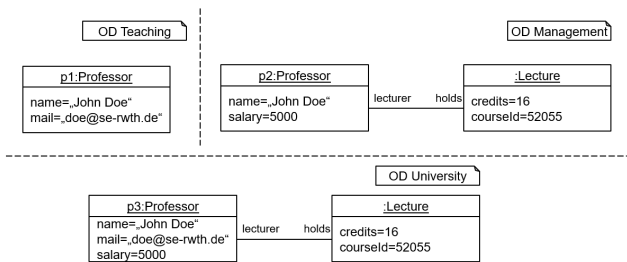 OD Teaching
p1:Professor
name=„John Doe“
mail=„doe@se-rwth.de“
OD Management
p2:Professor
name=„John Doe“
salary=5000
lecturer holds
:Lecture
credits=16
courseId=52055
OD University
p3:Professor
name=„John Doe“
mail=„doe@se-rwth.de“
salary=5000
lecturer holds
:Lecture
credits=16
courseId=52055